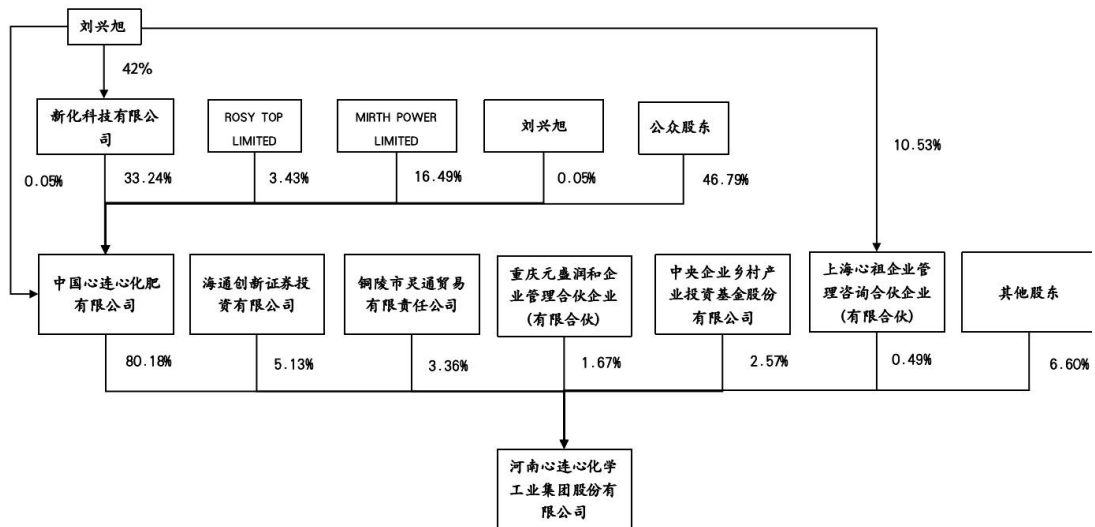 刘兴旭
42%
新化科技有限公
司
ROSY TOP
LIMITED
MIRTH POWER
LIMITED
刘兴旭
公众股东
10.53%
0.05%
33.24%
3.43%
16.49%
0.05%
46.79%
中国心连心化肥
有限公司
海通创新证券投
资有限公司
铜陵市灵通贸易
有限责任公司
重庆元盛润和企
业管理合伙企业
(有限合伙)
中央企业乡村产
业投资基金股份
有限公司
上海心祖企业管
理咨询合伙企业
(有限合伙)
其他股东
80.18%
5.13%
3.36%
1.67%
2.57%
0.49%
6.60%
河南心连心化学
工业集团股份有
限公司